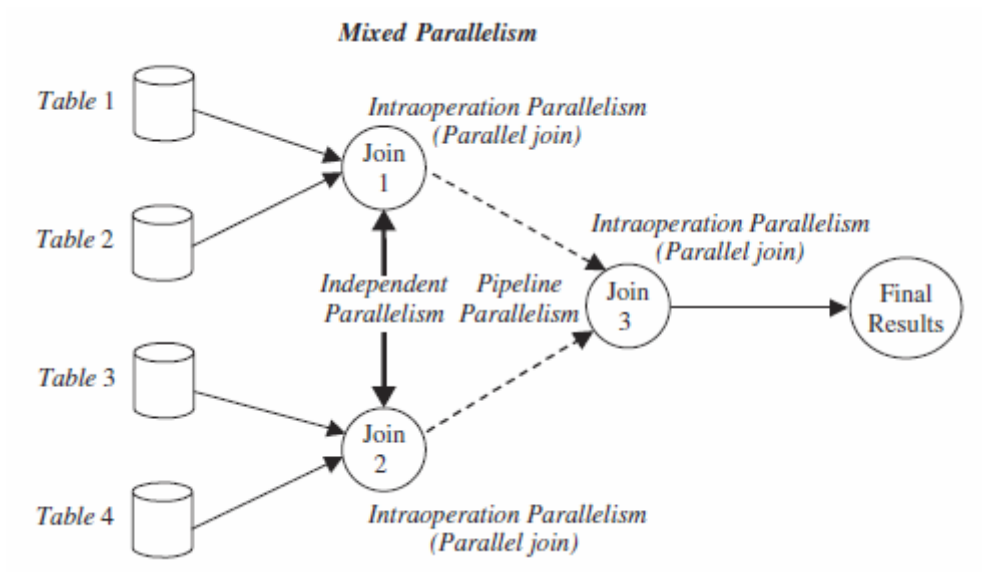 Mixed Parallelism
Table 1
Intraoperation Parallelism
(Parallel join)
Join
1
Table 2
Intraoperation Parallelism
(Parallel join)
Independent
Parallelism
Pipeline
Parallelism
Join
3
Final
Results
Table 3
Join
2
Table 4
Intraoperation Parallelism
(Parallel join)